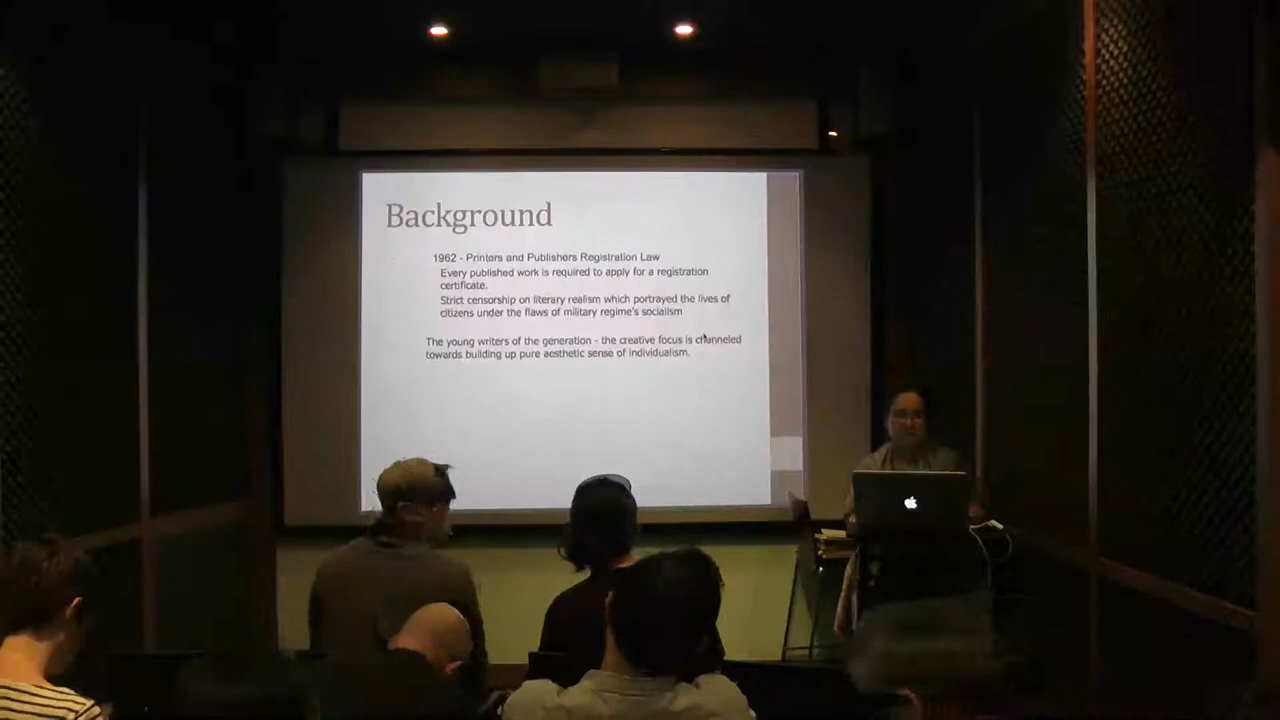 Background
1962 - Printers and Publishers Registration Law
Every published work is required to apply for a registration
certificate.
Strict censorship on literary realism which portrayed the lives of
citizens under the flaws of military regime's socialism
The young writers of the generation - the creative focus is channeled
towards building up pure aesthetic sense of individualism.